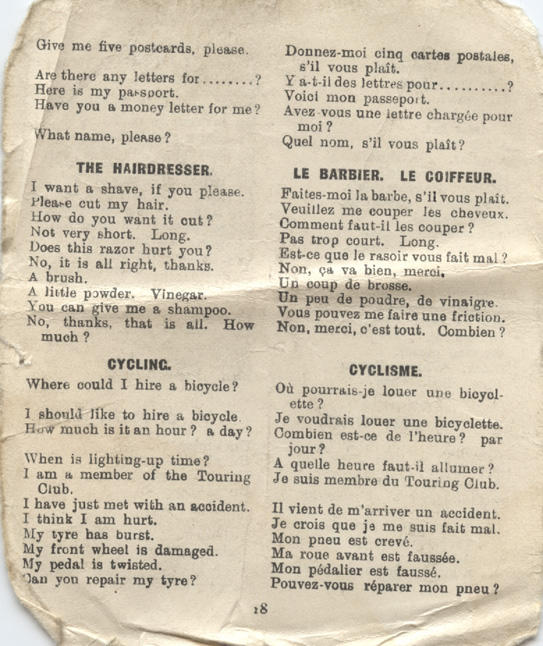 Give me five postcards, please.
Are there any letters for........?
Here is my passport.
Have you a money letter for me?
What name, please?
THE HAIRDRESSER.
I want a shave, if you please.
Please cut my hair.
How do you want it cut?
Not very short. Long.
Does this razor hurt you?
No, it is all right, thanks.
A brush.
A little powder. Vinegar.
You can give me a shampoo.
No, thanks, that is all. How
much?
CYCLING.
Where could I hire a bicycle?
I should like to hire a bicycle.
How much is it an hour? a day?
When is lighting-up time?
I am a member of the Touring
Club.
I have just met with an accident.
I think I am hurt.
My tyre has burst.
My front wheel is damaged.
My pedal is twisted.
Can you repair my tyre?
Donnez-moi cinq cartes postales,
s'il vous plaît.
Y a-t-il des lettres pour..........?
Voici mon passeport.
Avez-vous une lettre chargée pour
moi?
Quel nom, s'il vous plaît?
LE BARBIER. LE COIFFEUR.
Faites-moi la barbe, s'il vous plaît.
Veuillez me couper les cheveux.
Comment faut-il les couper?
Pas trop court. Long.
Est-ce que le rasoir vous fait mal?
Non, ça va bien, merci.
Un coup de brosse.
Un peu de poudre, de vinaigre.
Vous pouvez me faire une friction.
Non, merci, c'est tout. Combien?
CYCLISME.
Où pourrais-je louer une bicycl-
ette?
Je voudrais louer une bicyclette.
Combien est-ce de l'heure? par
jour?
A quelle heure faut-il allumer?
Je suis membre du Touring Club.
Il vient de m'arriver un accident.
Je crois que je me suis fait mal.
Mon pneu est crevé.
Ma roue avant est faussée.
Mon pédalier est faussé.
Pouvez-vous réparer mon pneu?
18